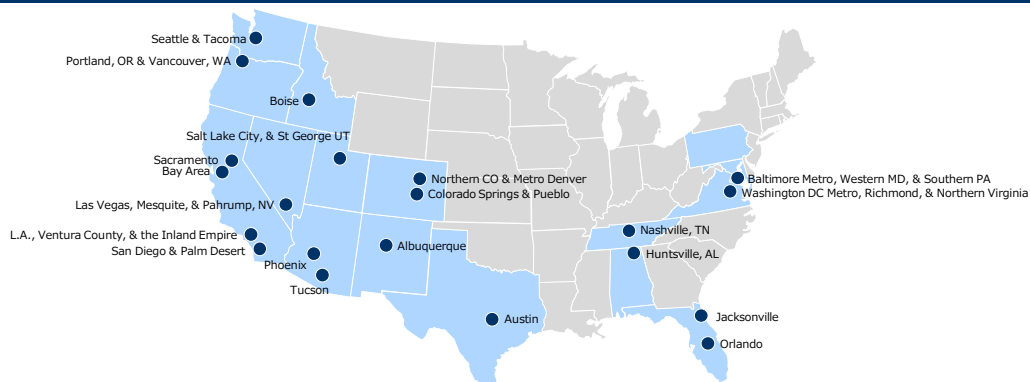 Seattle & Tacoma
Portland, OR & Vancouver, WA
Boise
Salt Lake City, & St George UT
Sacramento
Bay Area
Northern CO & Metro Denver
Colorado Springs & Pueblo
Baltimore Metro, Western MD, & Southern PA
Washington DC Metro, Richmond, & Northern Virginia
Las Vegas, Mesquite, & Pahrump, NV
Nashville, TN
L.A., Ventura County, & the Inland Empire
San Diego & Palm Desert
Albuquerque
Huntsville, AL
Phoenix
Tucson
Austin
Jacksonville
Orlando